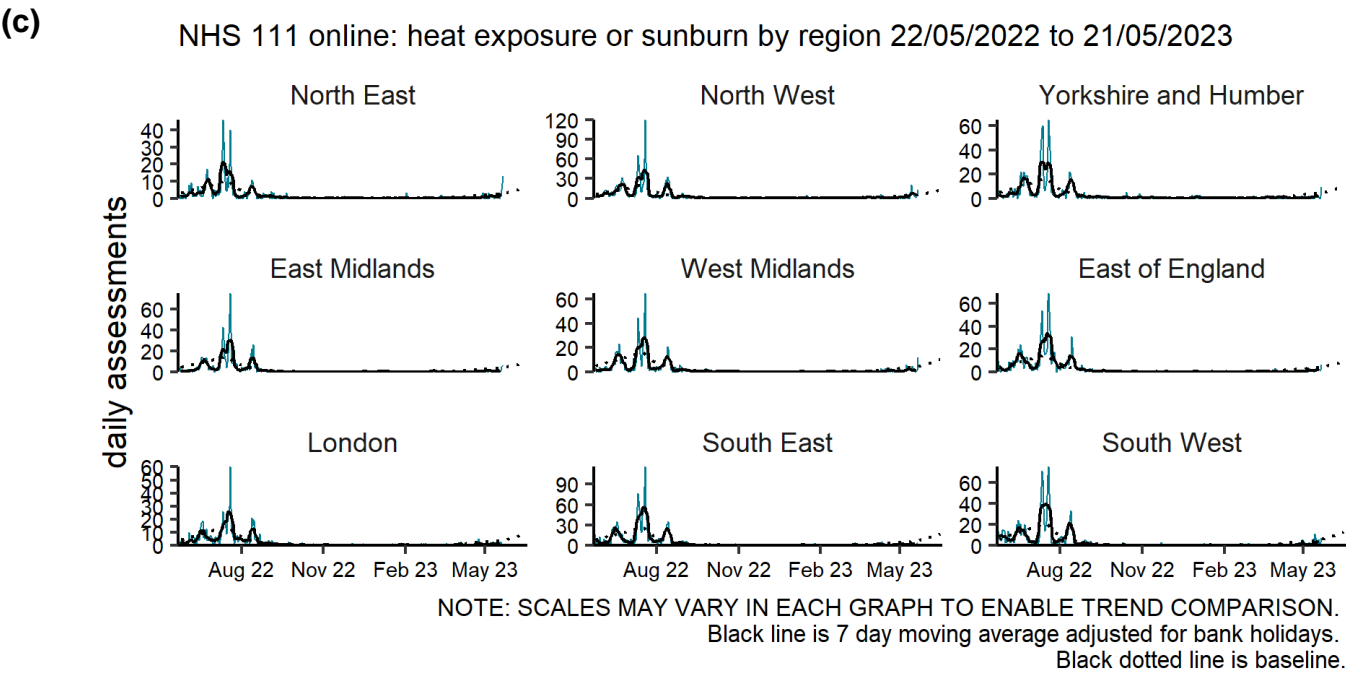 (c)
NHS 111 online: heat exposure or sunburn by region 22/05/2022 to 21/05/2023
daily assessments
North East
40
30
20
10
0
North West
120
90
60
30
0
Yorkshire and Humber
60
40
20
0
East Midlands
60
40
20
0
West Midlands
60
40
20
0
East of England
60
40
20
0
London
60
50
40
30
20
10
0
Aug 22 Nov 22 Feb 23 May 23
South East
90
60
30
0
Aug 22 Nov 22 Feb 23 May 23
South West
60
40
20
0
Aug 22 Nov 22 Feb 23 May 23
NOTE: SCALES MAY VARY IN EACH GRAPH TO ENABLE TREND COMPARISON.
Black line is 7 day moving average adjusted for bank holidays.
Black dotted line is baseline.